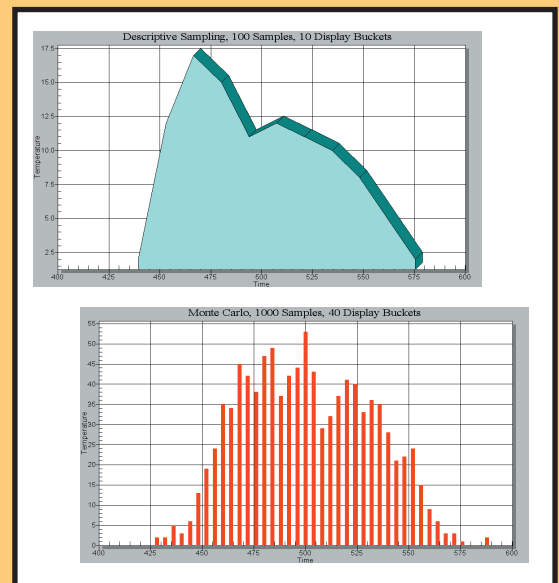 Descriptive Sampling, 100 Samples, 10 Display Buckets
17.5
15.0
12.5
10.0
7.5
5.0
2.5
Temperature
400 425 450 475 500 525 550 575 600
Time
Monte Carlo, 1000 Samples, 40 Display Buckets
55
50
45
40
35
30
25
20
15
10
5
0
Temperature
400 425 450 475 500 525 550 575 600
Time